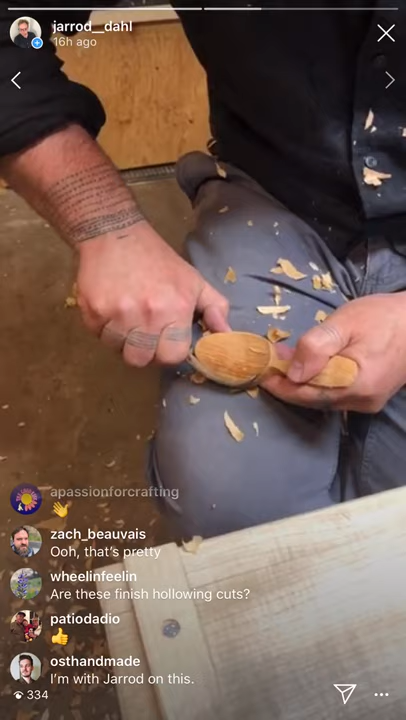 jarrod__dahl
16h ago
apassionforcrafting
👋
zach_beauvais
Ooh, that's pretty
wheelinfeelin
Are these finish hollowing cuts?
patiodadio
👍
osthandmade
I'm with Jarrod on this.
334